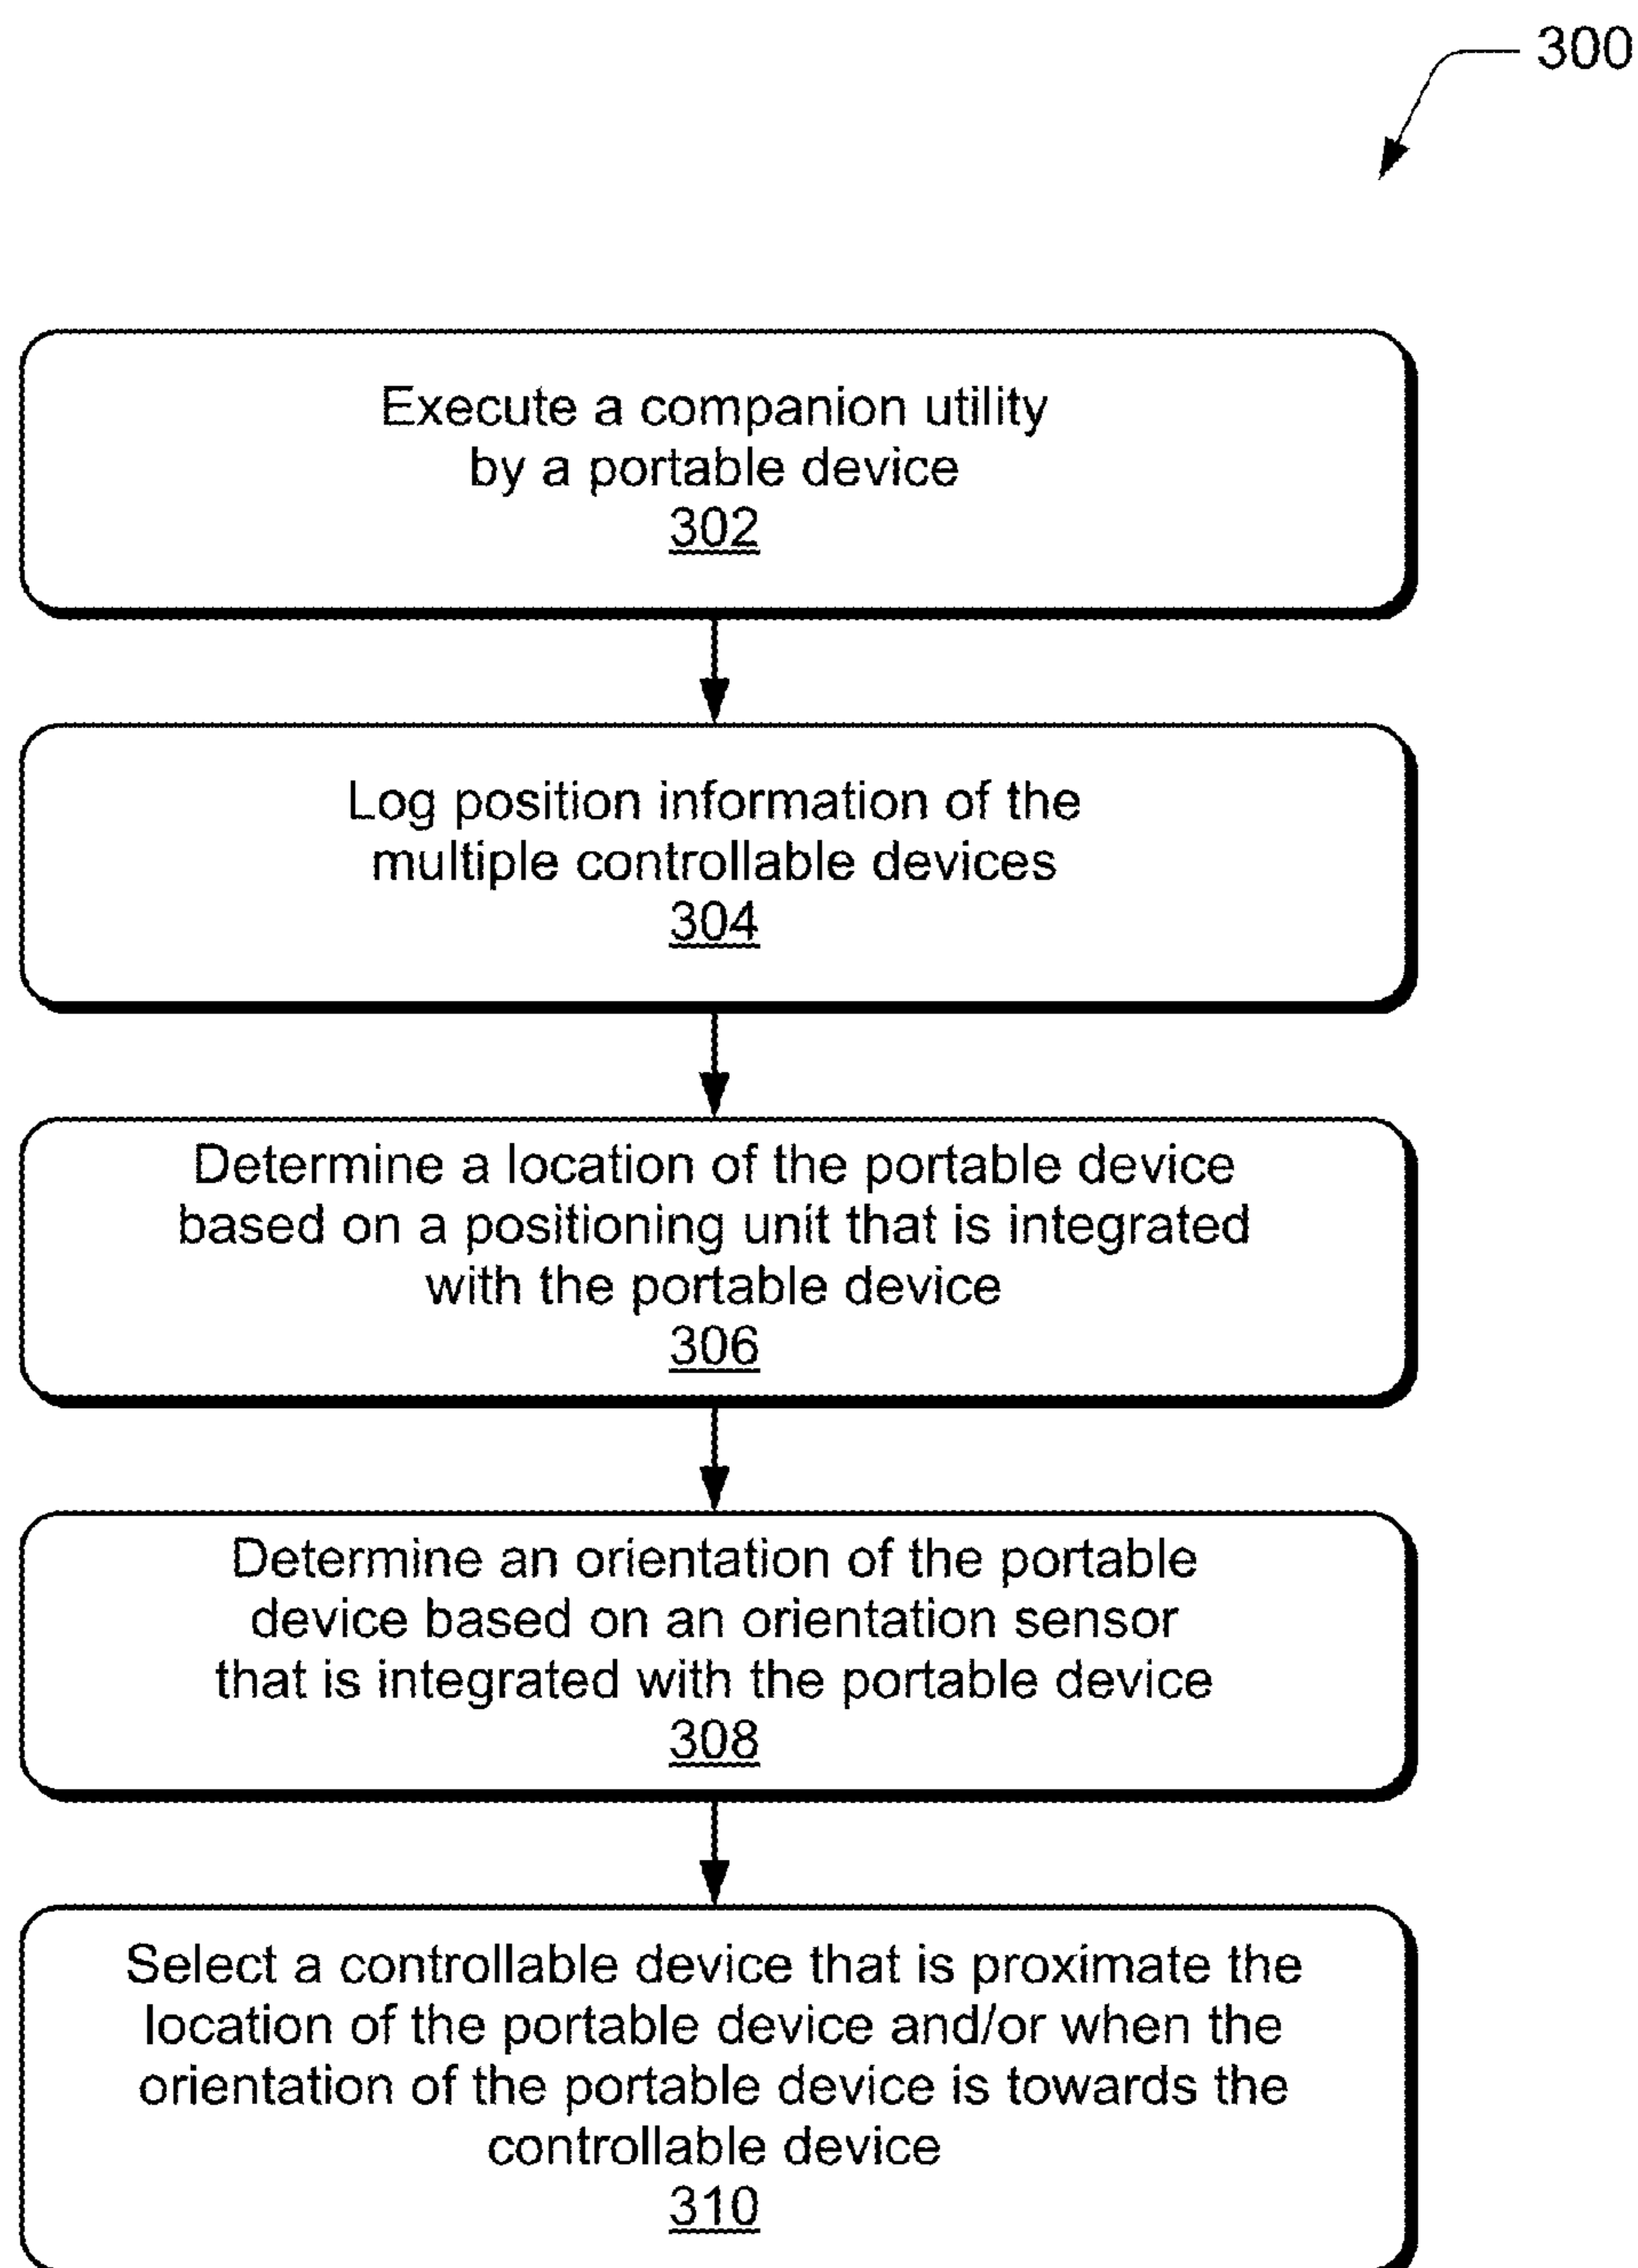 300
Execute a companion utility
by a portable device
302
Log position information of the
multiple controllable devices
304
Determine a location of the portable device
based on a positioning unit that is integrated
with the portable device
306
Determine an orientation of the portable
device based on an orientation sensor
that is integrated with the portable device
308
Select a controllable device that is proximate the
location of the portable device and/or when the
orientation of the portable device is towards the
controllable device
310